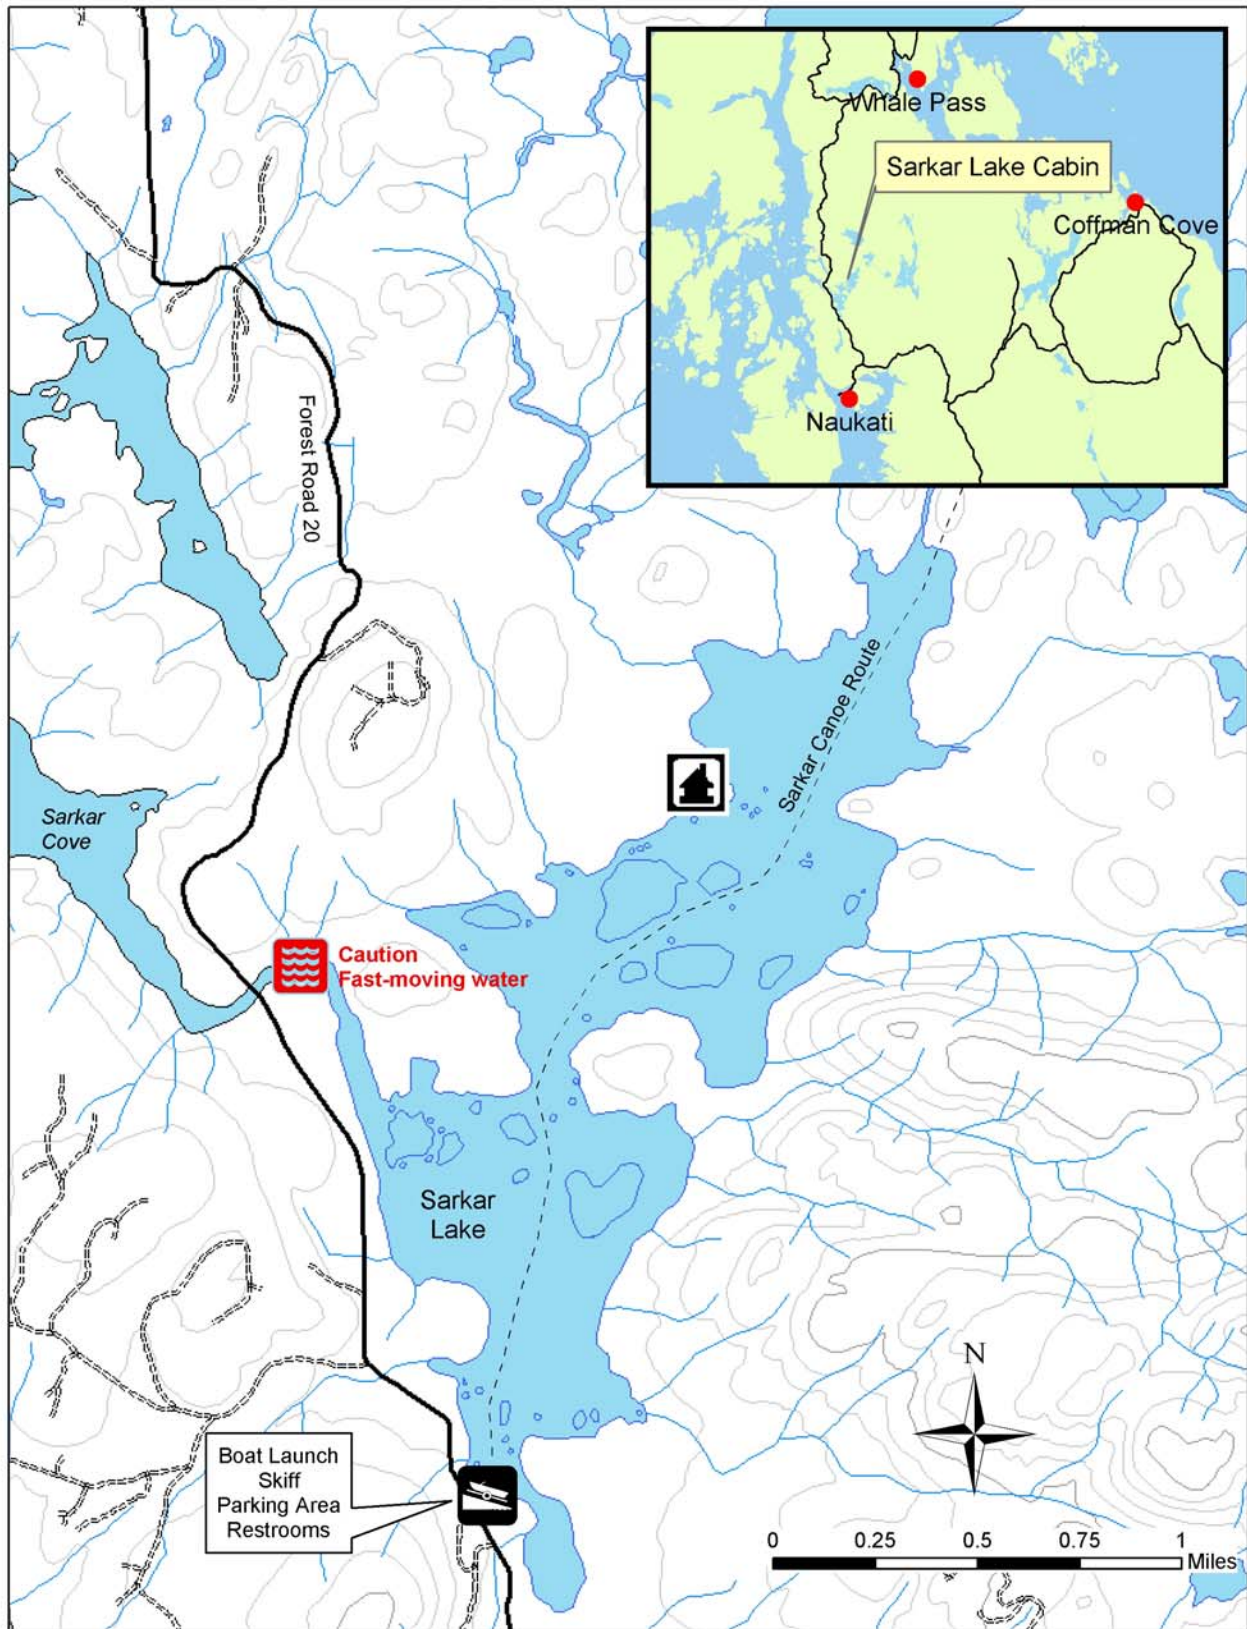 Whale Pass
Sarkar Lake Cabin
Coffman Cove
Naukati
Forest Road 20
Sarkar Canoe Route
Sarkar
Cove
Caution
Fast-moving water
Sarkar
Lake
N
Boat Launch
Skiff
Parking Area
Restrooms
0 0.25 0.5 0.75 1
Miles